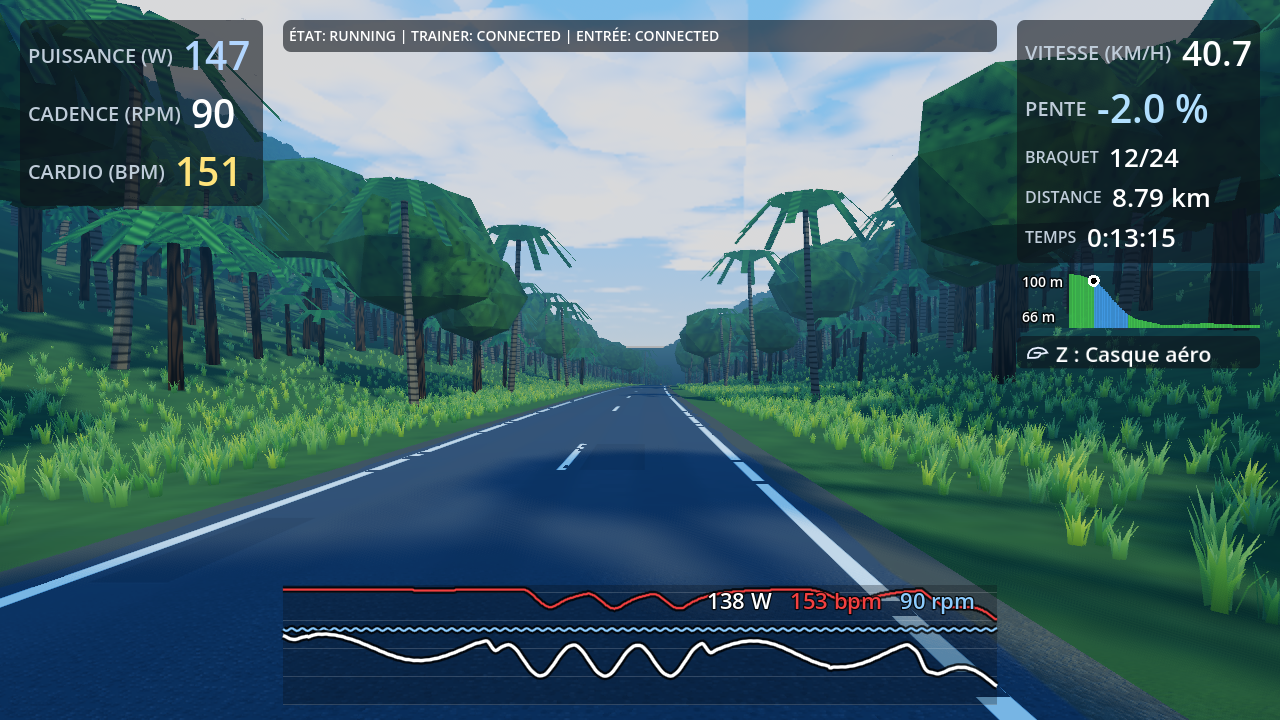 PUISSANCE (W) 147
CADENCE (RPM) 90
CARDIO (BPM) 151
ÉTAT: RUNNING | TRAINER: CONNECTED | ENTRÉE: CONNECTED
VITESSE (KM/H) 40.7
PENTE -2.0 %
BRAQUET 12/24
DISTANCE 8.79 km
TEMPS 0:13:15
100 m
66 m
Z : Casque aéro
138 W 153 bpm 90 rpm